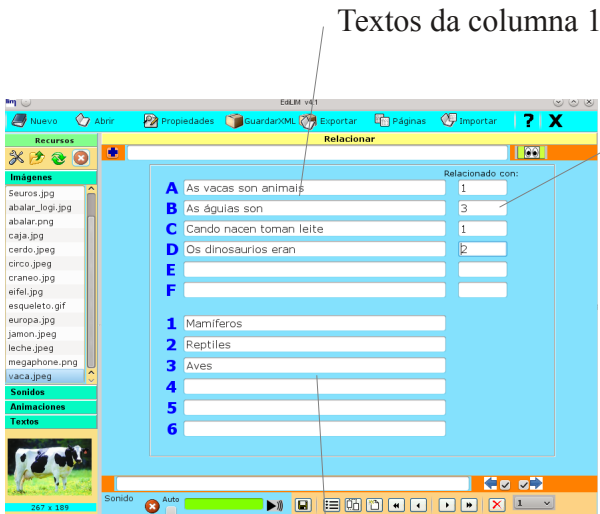 Textos da columna 1
EdiLIM v4.1
Nuevo Abrir Propiedades GuardarXML Exportar Páginas Importar ? X
Recursos
Relacionar
Imágenes
5euros.jpg
abalar_logi.jpg
abalar.png
caja.jpg
cerdo.jpeg
circo.jpeg
craneo.jpg
eifel.jpg
esqueleto.gif
europa.jpg
jamon.jpeg
leche.jpeg
megaphone.png
vaca.jpeg
Sonidos
Animaciones
Textos
267 x 189
Relacionado con:
A As vacas son animais 1
B As águias son 3
C Cando nacen toman leite 1
D Os dinosaurios eran 2
E
F
1 Mamíferos
2 Reptiles
3 Aves
4
5
6
Sonido Auto 1